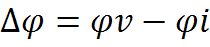 Δφ = φv − φi